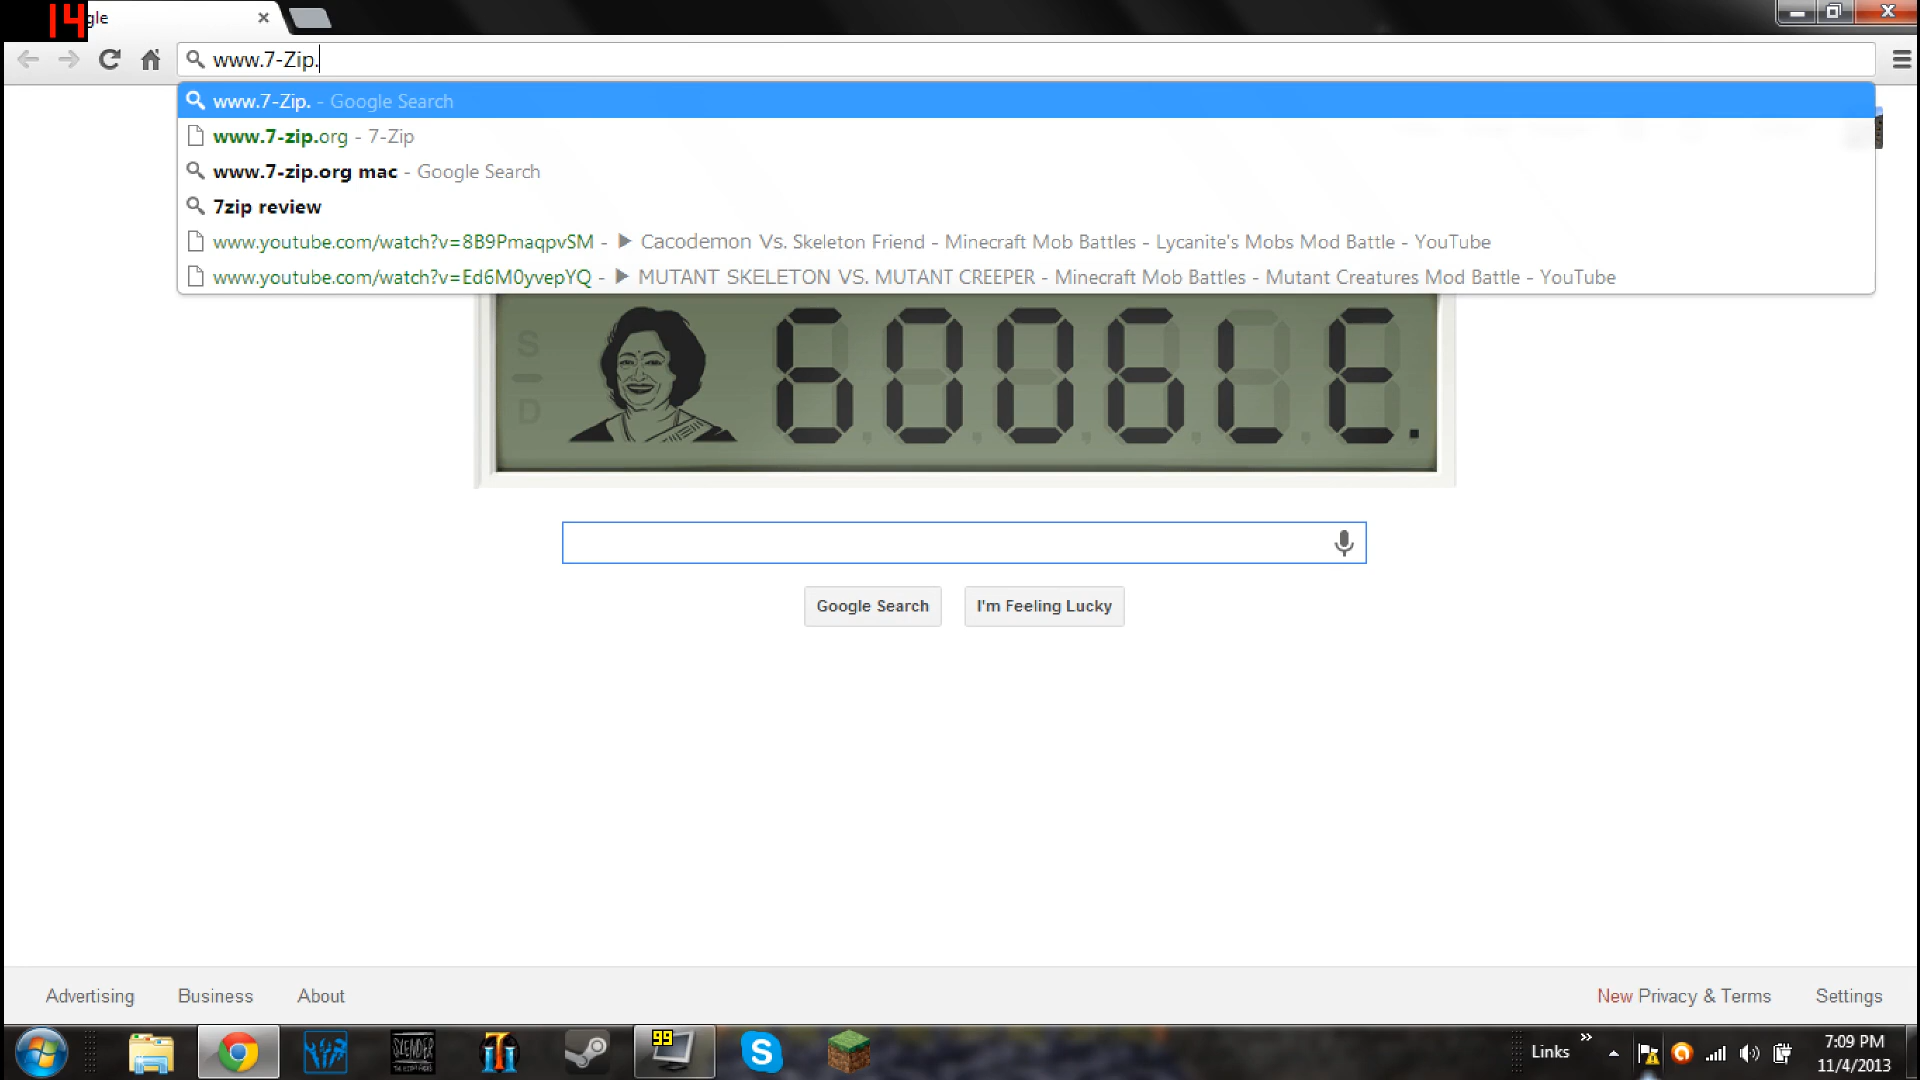 14
gle
www.7-Zip.
www.7-Zip. - Google Search
www.7-zip.org - 7-Zip
www.7-zip.org mac - Google Search
7zip review
www.youtube.com/watch?v=8B9PmaqpvSM - ▶ Cacodemon Vs. Skeleton Friend - Minecraft Mob Battles - Lycanite's Mobs Mod Battle - YouTube
www.youtube.com/watch?v=Ed6M0yvepYQ - ▶ MUTANT SKELETON VS. MUTANT CREEPER - Minecraft Mob Battles - Mutant Creatures Mod Battle - YouTube
S
D
GOOGLE.
Google Search
I'm Feeling Lucky
Advertising Business About
New Privacy & Terms Settings
SLENDER
99
Links
7:09 PM
11/4/2013